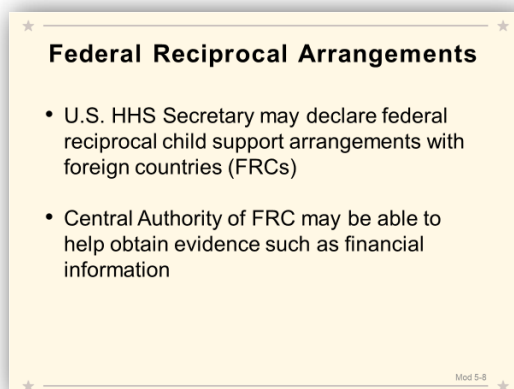 Federal Reciprocal Arrangements
• U.S. HHS Secretary may declare federal
reciprocal child support arrangements with
foreign countries (FRCs)
• Central Authority of FRC may be able to
help obtain evidence such as financial
information
Mod 5-8